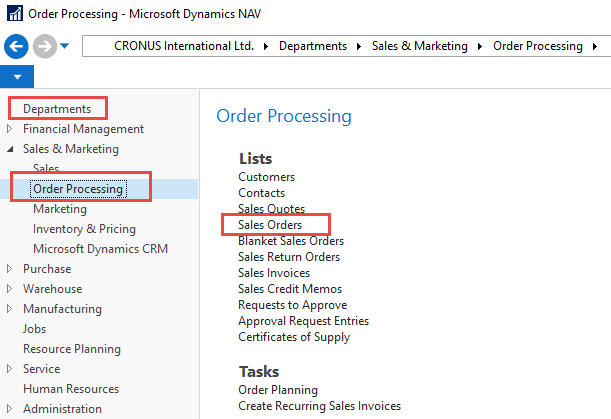 Order Processing - Microsoft Dynamics NAV
CRONUS International Ltd. Departments Sales & Marketing Order Processing
Departments
Financial Management
Sales & Marketing
Sales
Order Processing
Marketing
Inventory & Pricing
Microsoft Dynamics CRM
Purchase
Warehouse
Manufacturing
Jobs
Resource Planning
Service
Human Resources
Administration
Order Processing
Lists
Customers
Contacts
Sales Quotes
Sales Orders
Blanket Sales Orders
Sales Return Orders
Sales Invoices
Sales Credit Memos
Requests to Approve
Approval Request Entries
Certificates of Supply
Tasks
Order Planning
Create Recurring Sales Invoices